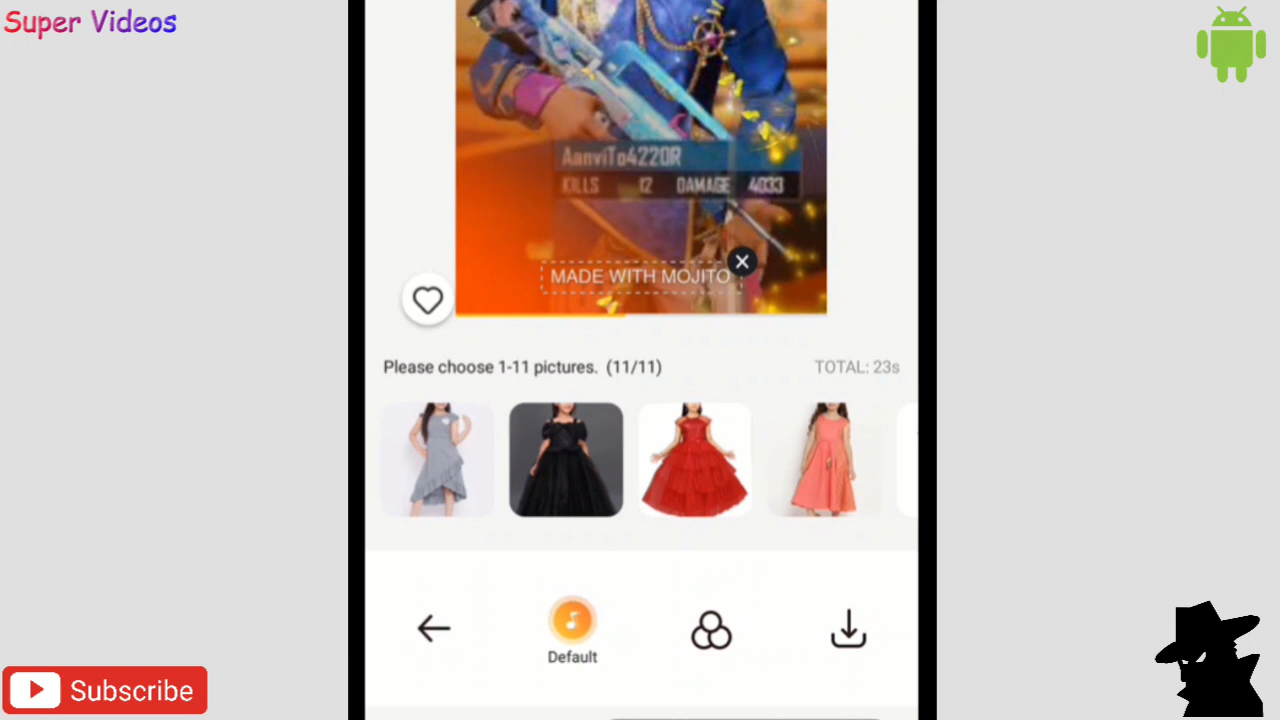 Super Videos
AanviTo4220R
KILLS 12 DAMAGE 4033
MADE WITH MOJITO
Please choose 1-11 pictures. (11/11)
TOTAL: 23s
Default
Subscribe